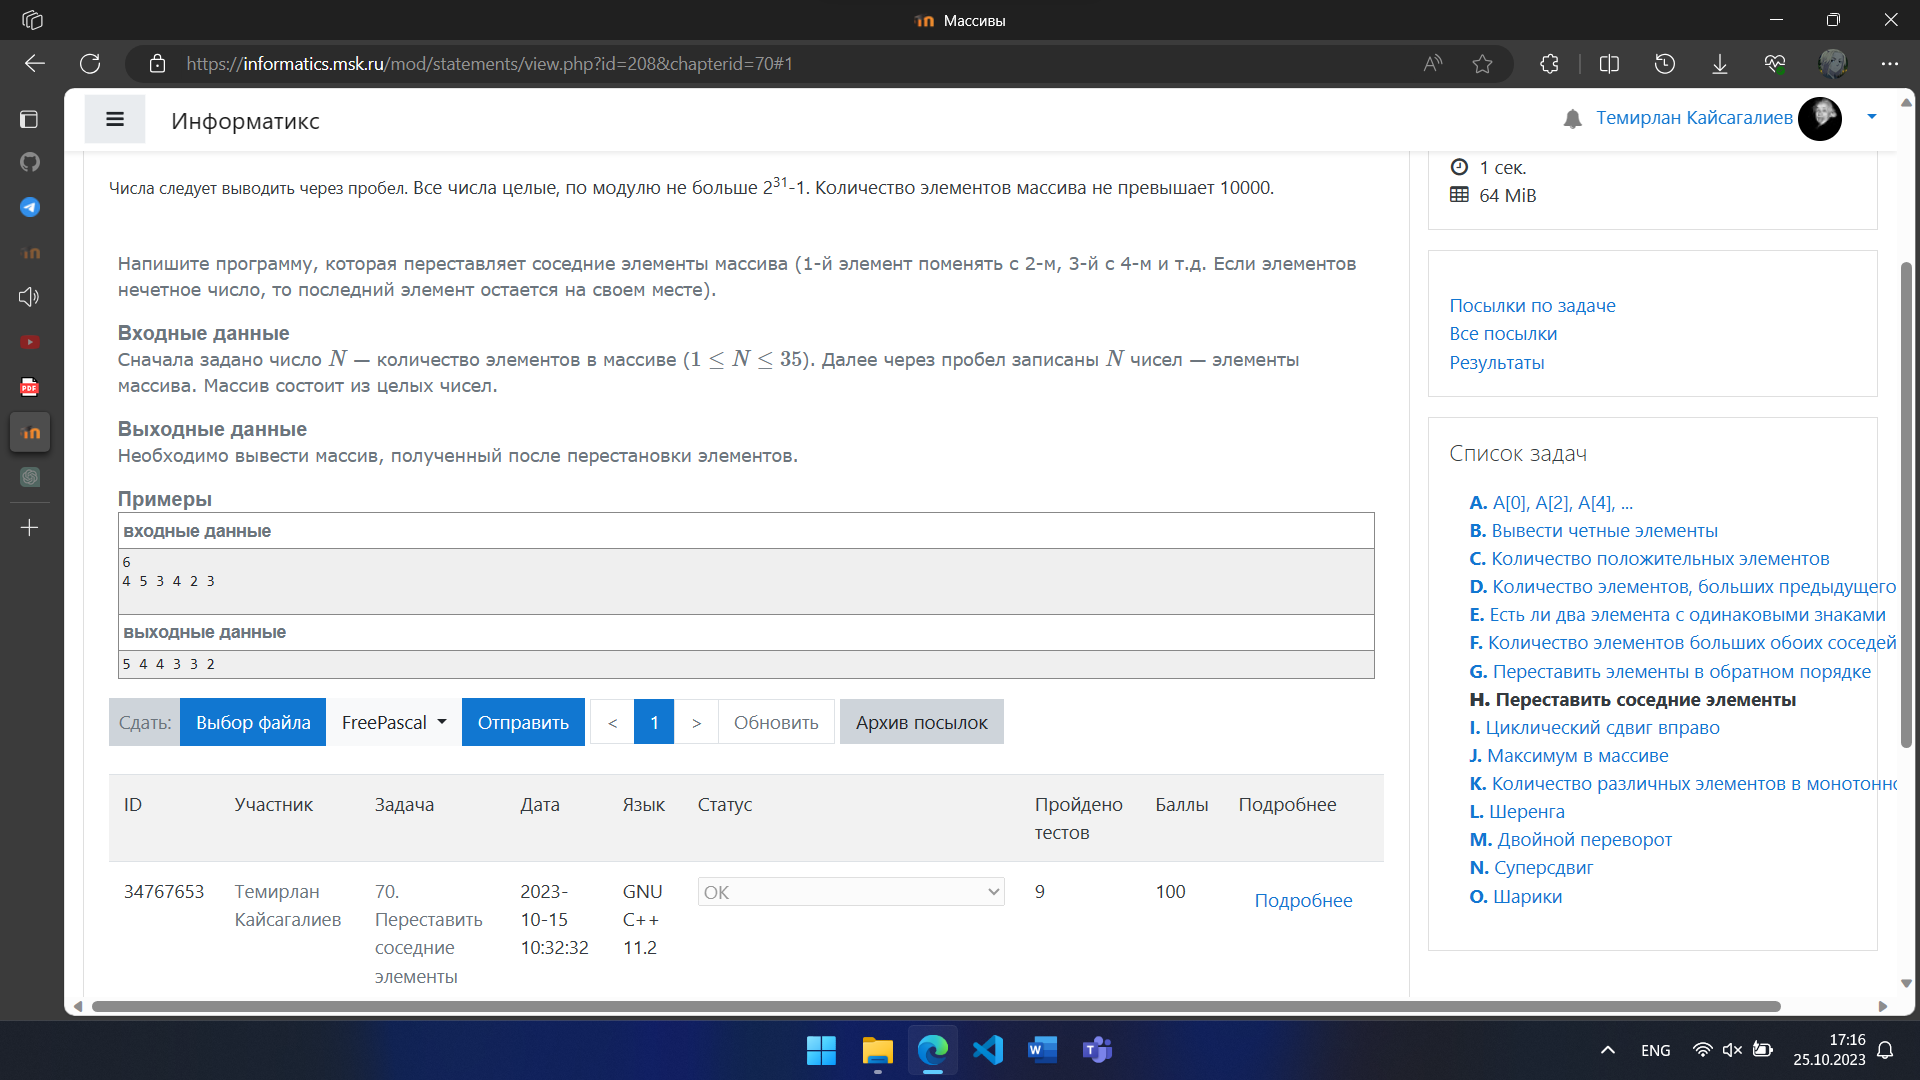 Массивы
https://informatics.msk.ru/mod/statements/view.php?id=208&chapterid=70#1
Информатикс
Темирлан Кайсагалиев
Числа следует выводить через пробел. Все числа целые, по модулю не больше 2³¹-1. Количество элементов массива не превышает 10000.
Напишите программу, которая переставляет соседние элементы массива (1-й элемент поменять с 2-м, 3-й с 4-м и т.д. Если элементов
нечетное число, то последний элемент остается на своем месте).
Входные данные
Сначала задано число N — количество элементов в массиве (1 ≤ N ≤ 35). Далее через пробел записаны N чисел — элементы
массива. Массив состоит из целых чисел.
Выходные данные
Необходимо вывести массив, полученный после перестановки элементов.
Примеры
входные данные
6
4 5 3 4 2 3
выходные данные
5 4 4 3 3 2
Сдать: Выбор файла FreePascal Отправить < 1 > Обновить Архив посылок
ID Участник Задача Дата Язык Статус Пройдено тестов Баллы Подробнее
34767653 Темирлан Кайсагалиев 70. Переставить соседние элементы 2023-10-15 10:32:32 GNU C++ 11.2 OK 9 100 Подробнее
1 сек.
64 MiB
Посылки по задаче
Все посылки
Результаты
Список задач
A. A[0], A[2], A[4], ...
B. Вывести четные элементы
C. Количество положительных элементов
D. Количество элементов, больших предыдущего
E. Есть ли два элемента с одинаковыми знаками
F. Количество элементов больших обоих соседей
G. Переставить элементы в обратном порядке
H. Переставить соседние элементы
I. Циклический сдвиг вправо
J. Максимум в массиве
K. Количество различных элементов в монотонно
L. Шеренга
M. Двойной переворот
N. Суперсдвиг
O. Шарики
PDF
ENG
17:16
25.10.2023